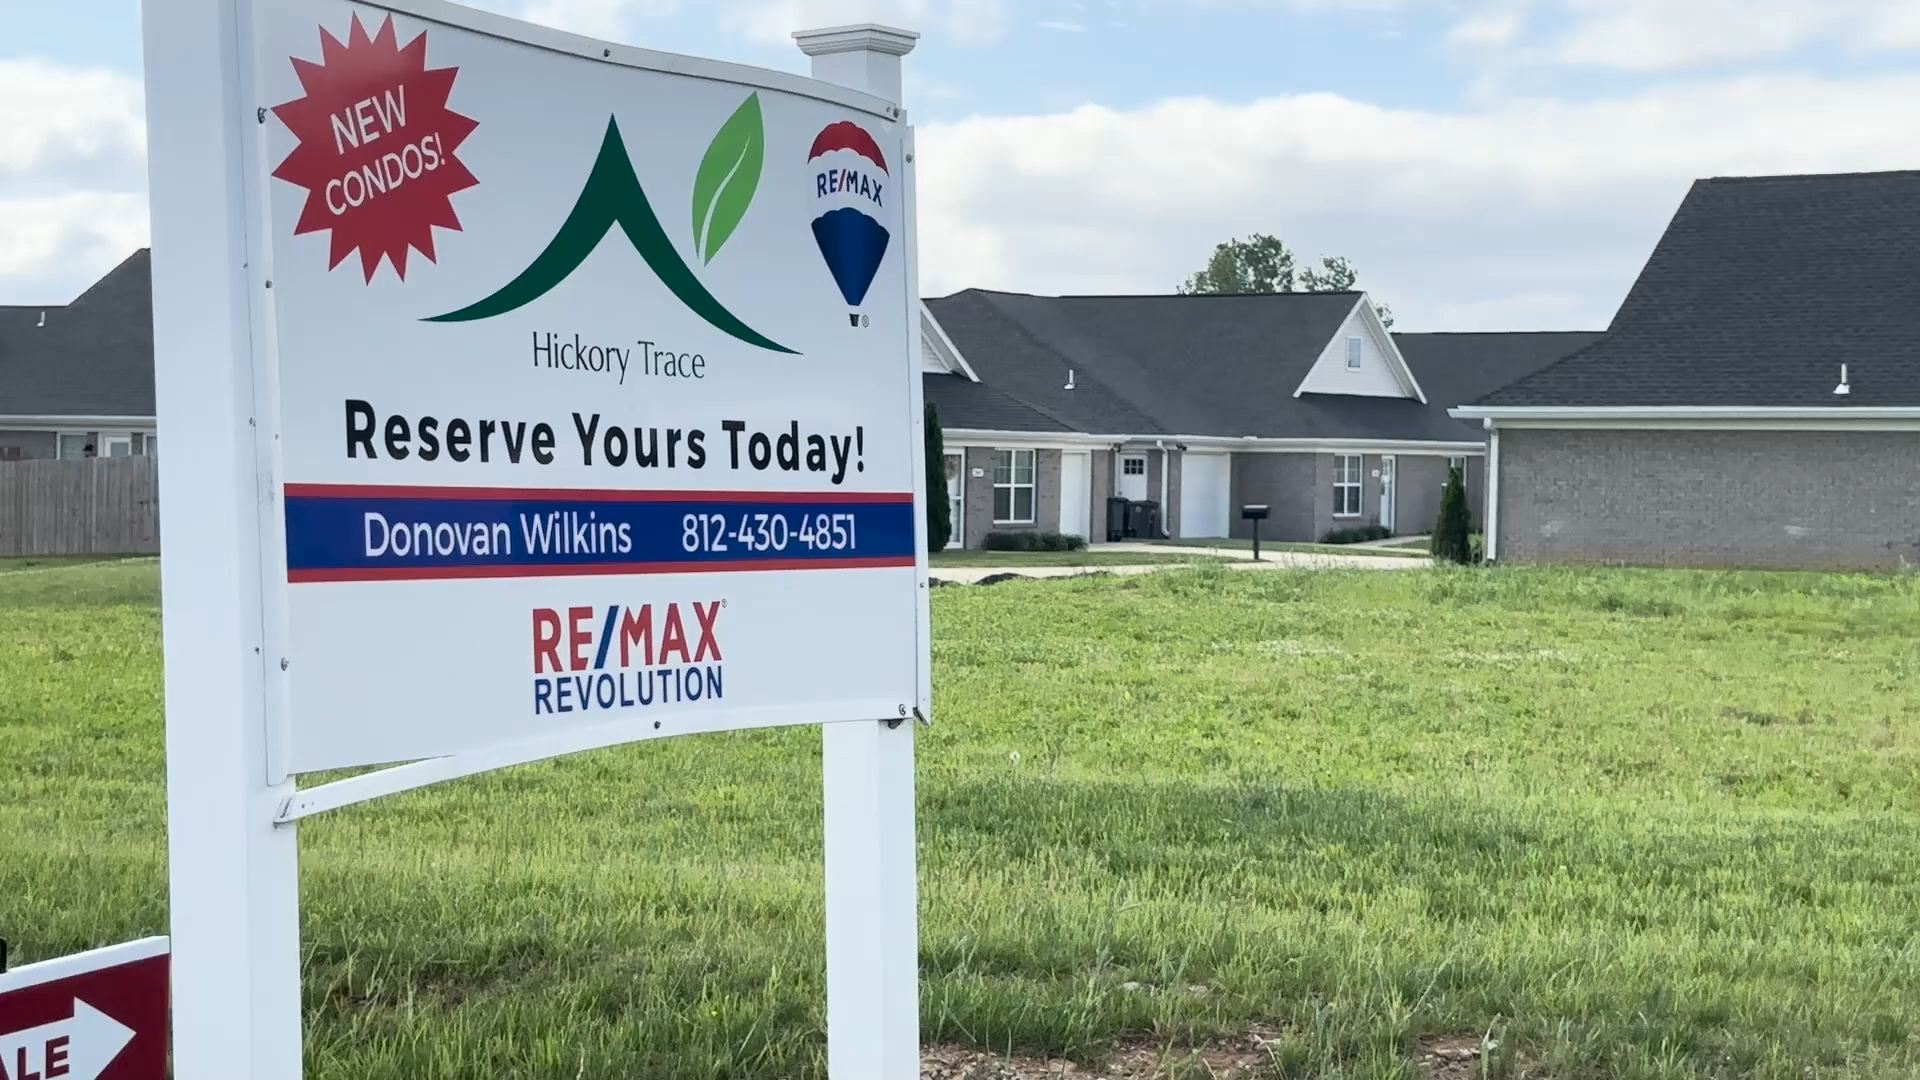 NEW
CONDOS!
RE/MAX
Hickory Trace
Reserve Yours Today!
Donovan Wilkins 812-430-4851
RE/MAX
REVOLUTION